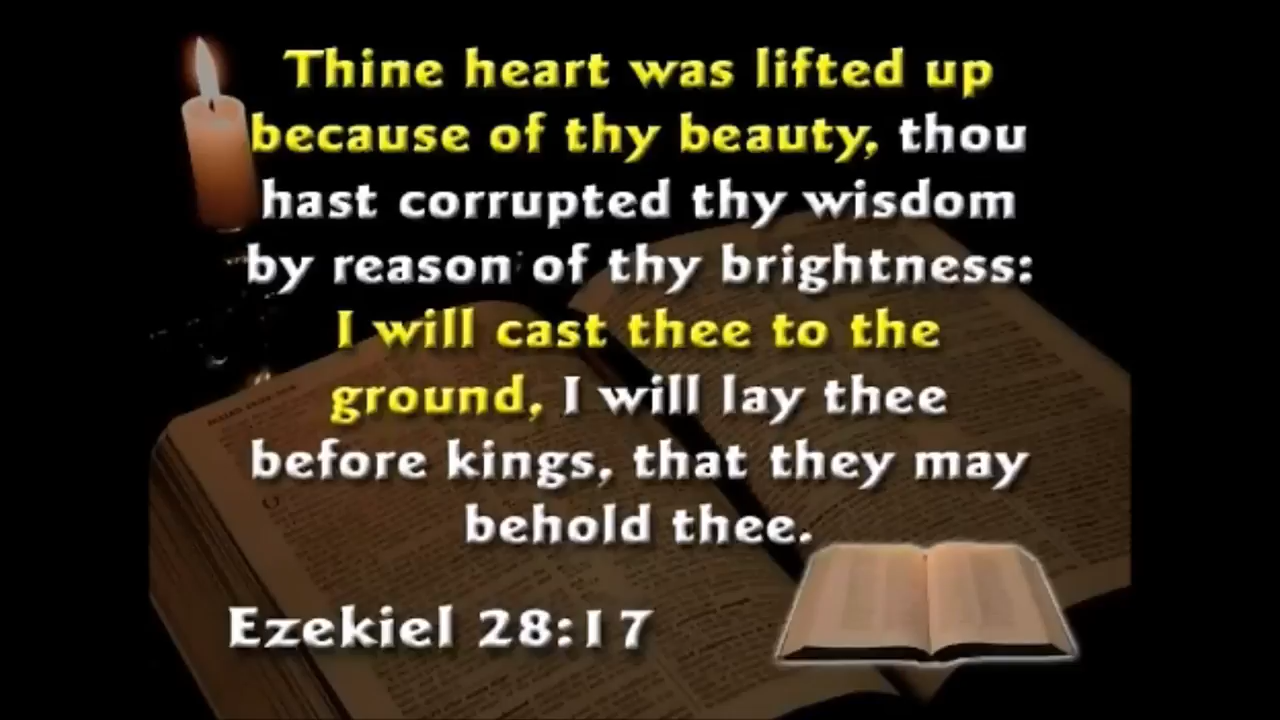 Thine heart was lifted up
because of thy beauty, thou
hast corrupted thy wisdom
by reason of thy brightness:
I will cast thee to the
ground, I will lay thee
before kings, that they may
behold thee.
Ezekiel 28:17